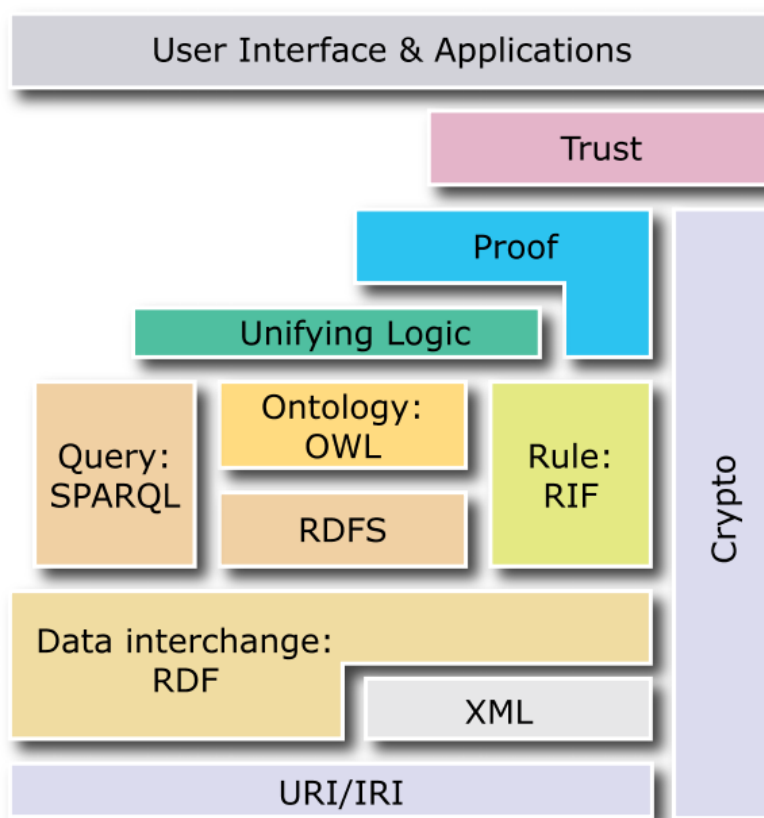 User Interface & Applications
Trust
Proof
Unifying Logic
Query:
SPARQL
Ontology:
OWL
RDFS
Rule:
RIF
Crypto
Data interchange:
RDF
XML
URI/IRI